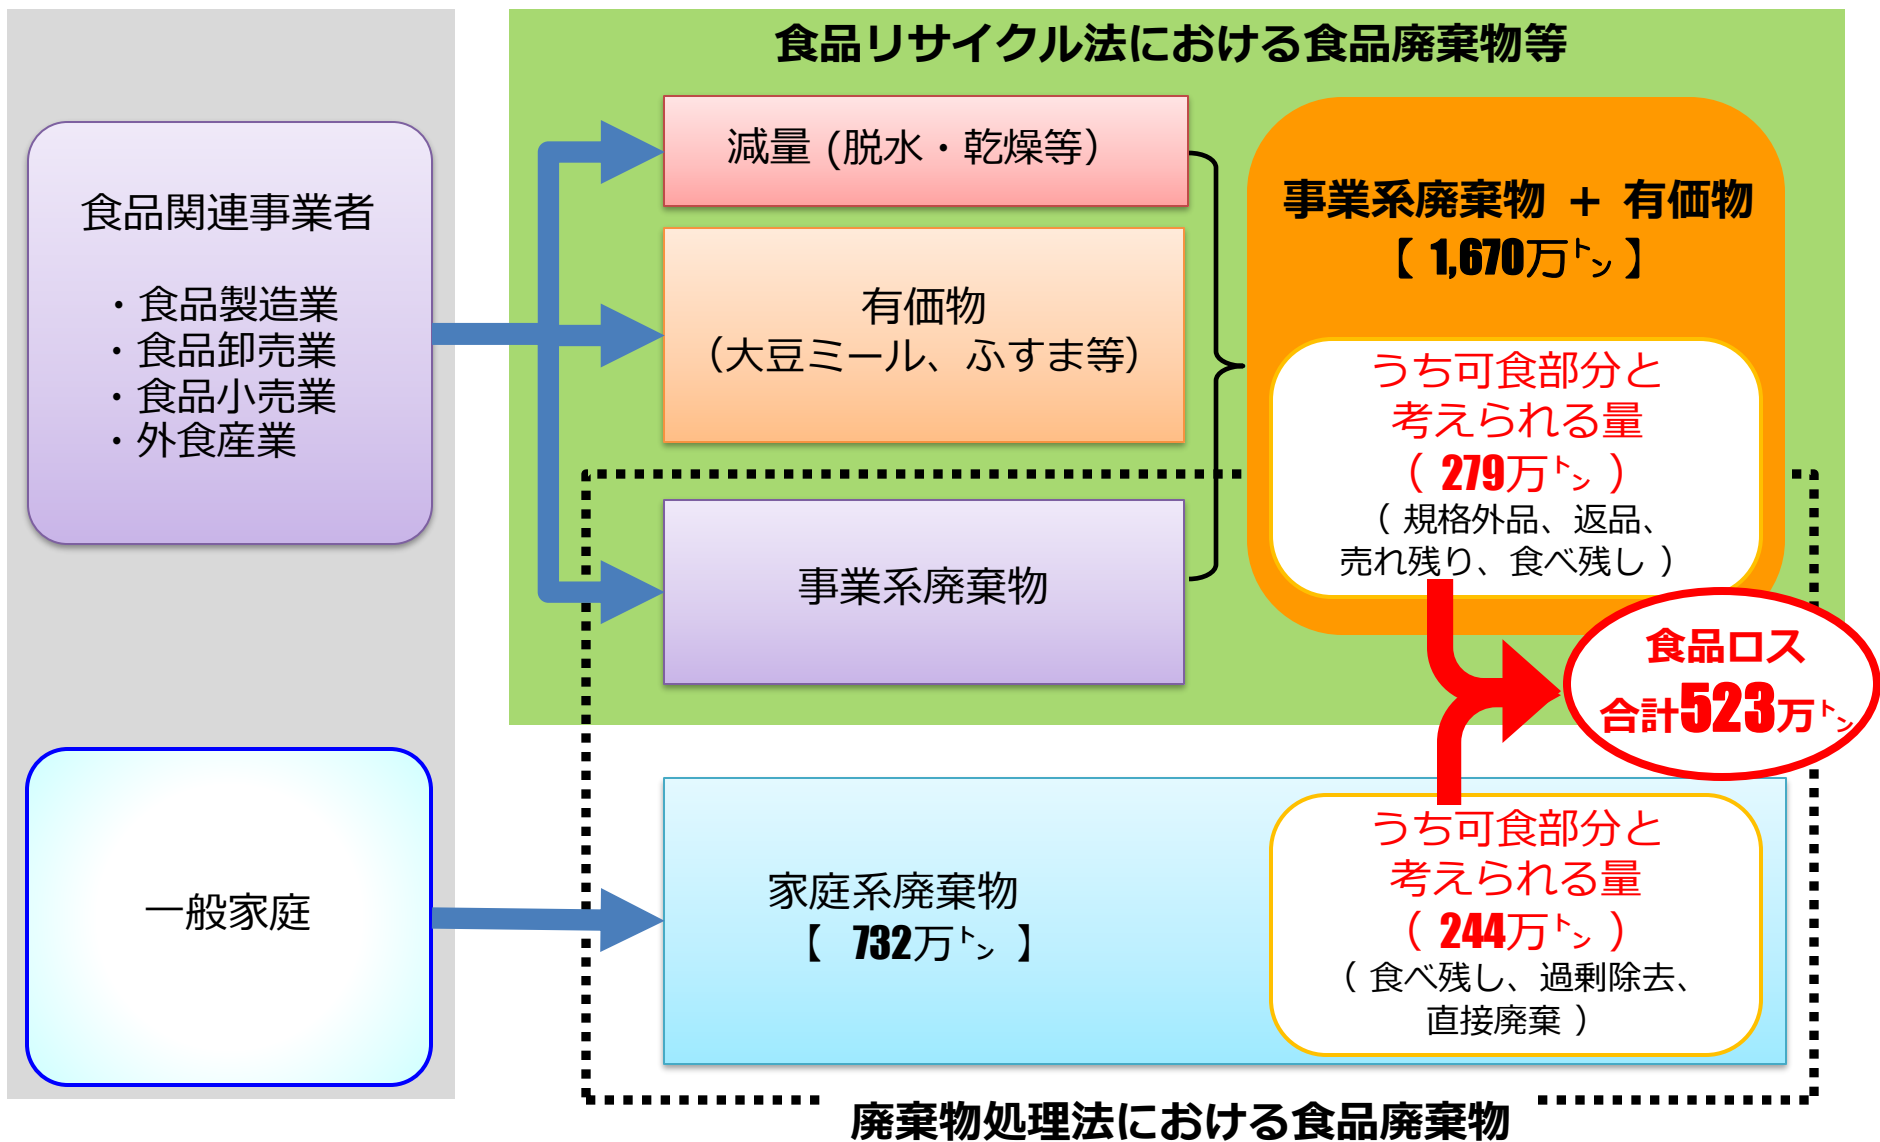 食品リサイクル法における食品廃棄物等
食品関連事業者
・食品製造業
・食品卸売業
・食品小売業
・外食産業
減量 (脱水・乾燥等）
有価物
（大豆ミール、ふすま等）
事業系廃棄物
事業系廃棄物 + 有価物
【 1,670万㌧ 】
うち可食部分と
考えられる量
（ 279万㌧ ）
（ 規格外品、返品、
売れ残り、食べ残し ）
食品ロス
合計523万㌧
一般家庭
家庭系廃棄物
【 732万㌧ 】
うち可食部分と
考えられる量
（ 244万㌧ ）
（ 食べ残し、過剰除去、
直接廃棄 ）
廃棄物処理法における食品廃棄物